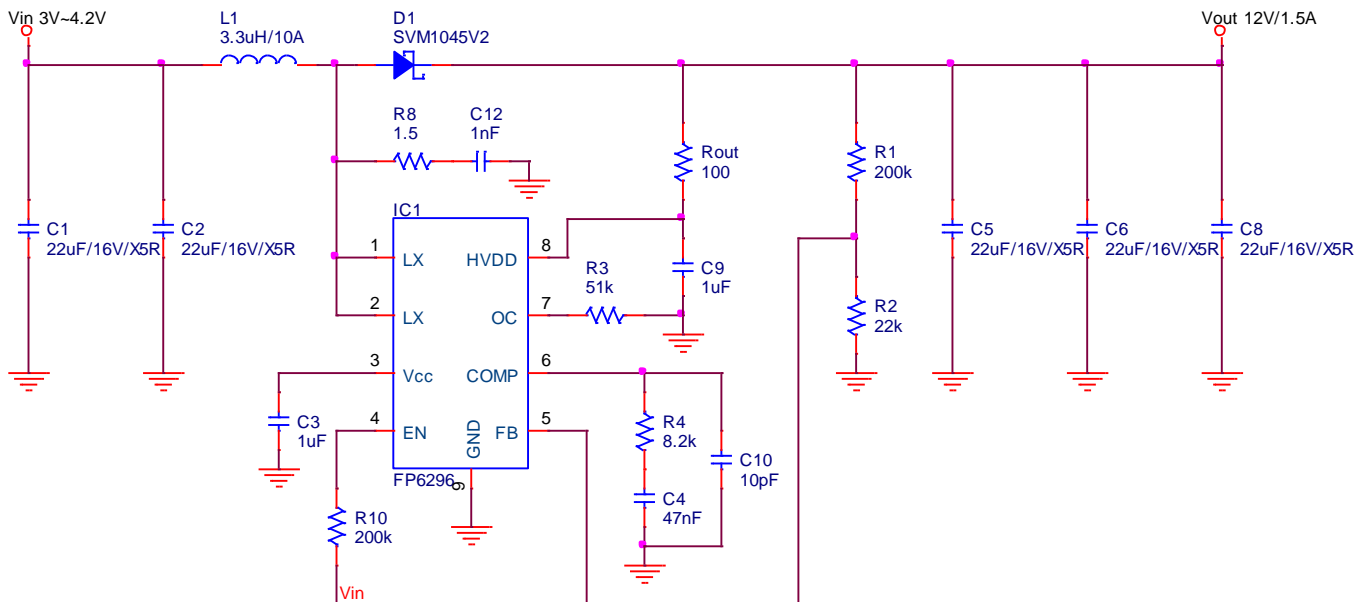 Vin 3V~4.2V
L1
3.3uH/10A
D1
SVM1045V2
Vout 12V/1.5A
R8
1.5
C12
1nF
Rout
100
R1
200k
C1
22uF/16V/X5R
C2
22uF/16V/X5R
IC1
1
LX
HVDD
8
2
LX
OC
7
3
Vcc
COMP
6
4
EN
GND
FB
5
FP6296
9
R3
51k
C9
1uF
R2
22k
C5
22uF/16V/X5R
C6
22uF/16V/X5R
C8
22uF/16V/X5R
C3
1uF
R4
8.2k
C10
10pF
C4
47nF
R10
200k
Vin